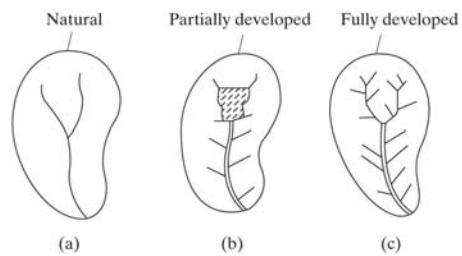 Natural
Partially developed
Fully developed
(a)
(b)
(c)